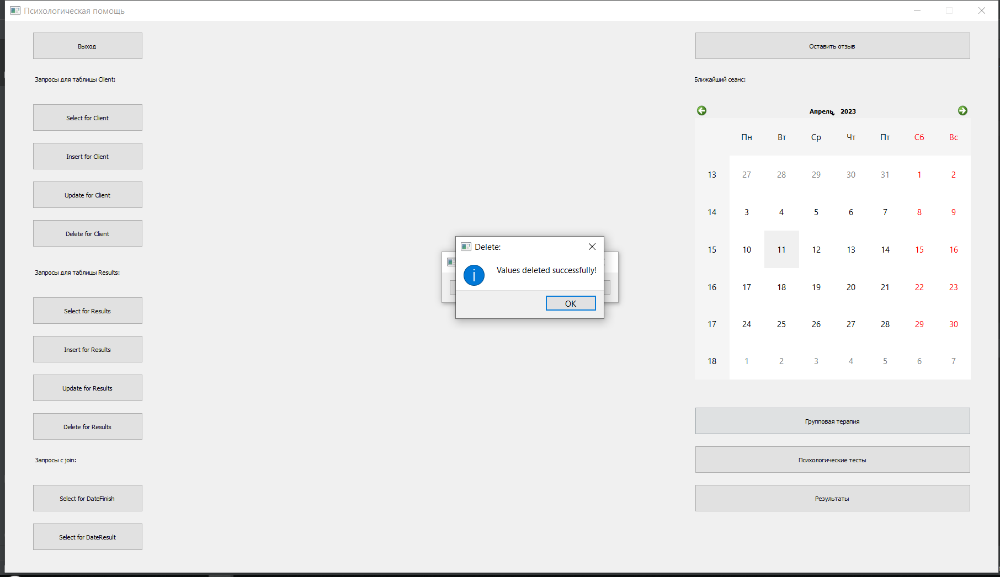 Психологическая помощь
Выход
Запросы для таблицы Client:
Select for Client
Insert for Client
Update for Client
Delete for Client
Запросы для таблицы Results:
Select for Results
Insert for Results
Update for Results
Delete for Results
Запросы с join:
Select for DateFinish
Select for DateResult
Delete:
Values deleted successfully!
OK
Оставить отзыв
Ближайший сеанс:
Апрель 2023
Пн Вт Ср Чт Пт Сб Вс
13 27 28 29 30 31 1 2
14 3 4 5 6 7 8 9
15 10 11 12 13 14 15 16
16 17 18 19 20 21 22 23
17 24 25 26 27 28 29 30
18 1 2 3 4 5 6 7
Групповая терапия
Психологические тесты
Результаты